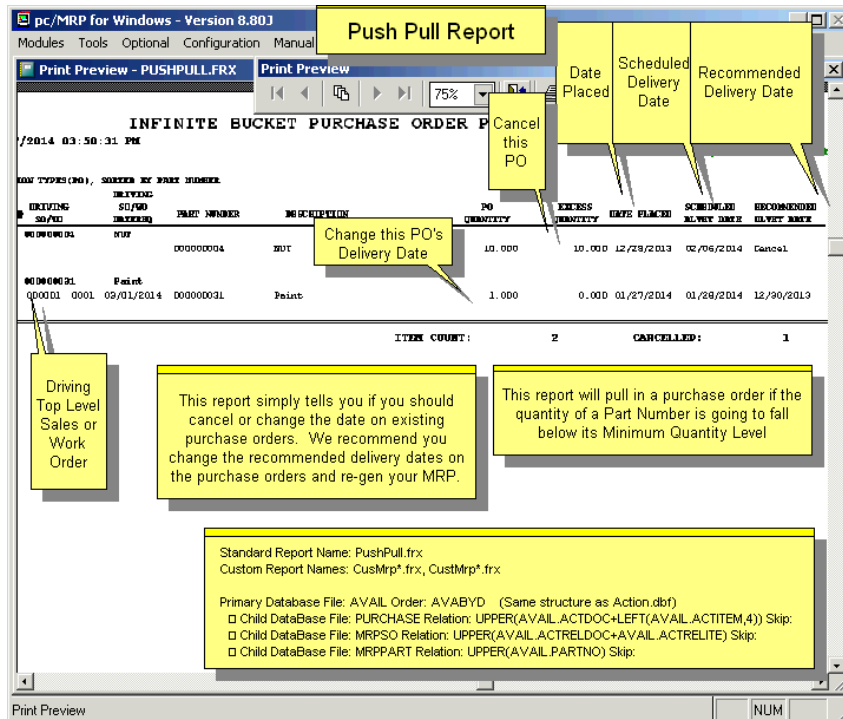 pc/MRP for Windows - Version 8.80J
Modules Tools Optional Configuration Manual
Push Pull Report
Print Preview - PUSHPULL.FRX
Print Preview
75%
Date Placed
Scheduled Delivery Date
Recommended Delivery Date
INFINITE BUCKET PURCHASE ORDER P
/2014 03:50:31 PM
Cancel this PO
ION TYPES(PO), SORTED BY PART NUMBER
DRIVING SO/WO
DRIVING SO/WO DATEREQ
PART NUMBER
DESCRIPTION
PO QUANTITY
EXCESS QUANTITY
DATE PLACED
SCHEDULED DLVRY DATE
RECOMMENDED DLVRY DATE
000000004 NUT
000000004 NUT 10.000 10.000 12/28/2013 02/06/2014 Cancel
Change this PO's Delivery Date
000000031 Paint
000001 0001 03/01/2014 000000031 Paint 1.000 0.000 01/27/2014 01/28/2014 12/30/2013
ITEM COUNT: 2 CANCELLED: 1
Driving
Top Level
Sales or
Work
Order
This report simply tells you if you should
cancel or change the date on existing
purchase orders. We recommend you
change the recommended delivery dates on
the purchase orders and re-gen your MRP.
This report will pull in a purchase order if the
quantity of a Part Number is going to fall
below its Minimum Quantity Level
Standard Report Name: PushPull.frx
Custom Report Names: CusMrp*.frx, CustMrp*.frx
Primary Database File: AVAIL Order: AVABYD (Same structure as Action.dbf)
Child DataBase File: PURCHASE Relation: UPPER(AVAIL.ACTDOC+LEFT(AVAIL.ACTITEM,4)) Skip:
Child DataBase File: MRPSO Relation: UPPER(AVAIL.ACTRELDOC+AVAIL.ACTRELITE) Skip:
Child DataBase File: MRPPART Relation: UPPER(AVAIL.PARTNO) Skip:
Print Preview
NUM